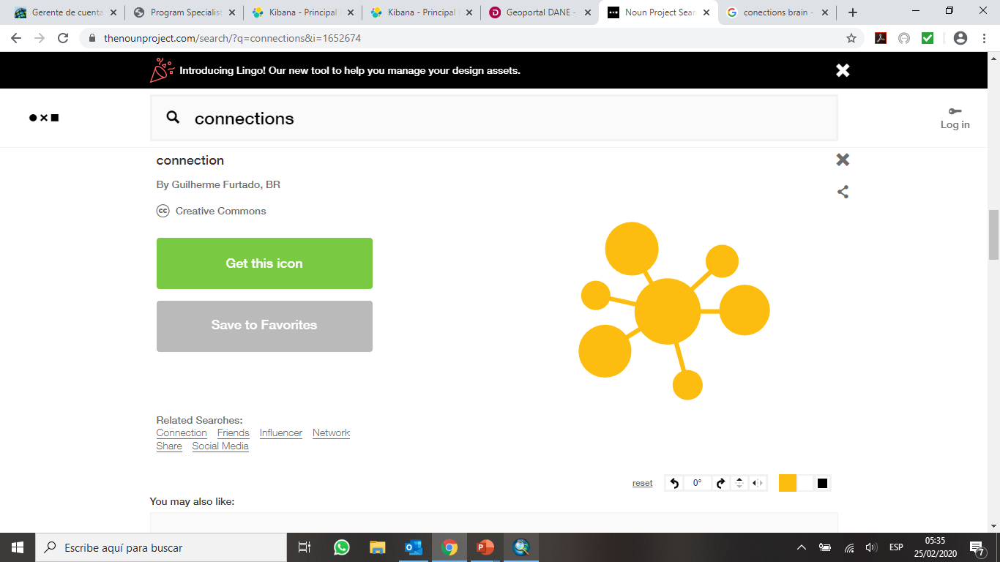 Gerente de cuenta
Program Specialist
Kibana - Principal
Kibana - Principal
Geoportal DANE -
Noun Project Sear
conections brain -
thenounproject.com/search/?q=connections&i=1652674
Introducing Lingo! Our new tool to help you manage your design assets.
connections
Log in
connection
By Guilherme Furtado, BR
cc Creative Commons
Get this icon
Save to Favorites
Related Searches:
Connection Friends Influencer Network
Share Social Media
reset 0°
You may also like:
Escribe aquí para buscar
ESP
05:35
25/02/2020
7